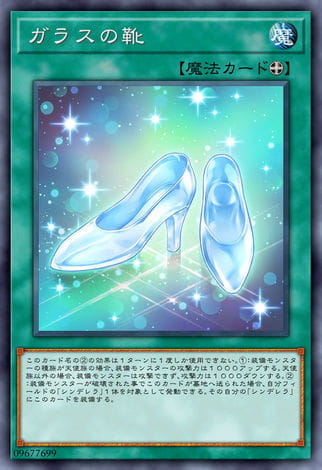 ガラスの靴
魔
【魔法カード】
このカード名の②の効果は1ターンに1度しか使用できない。①:装備モンスタ
ーの種族が天使族の場合、装備モンスターの攻撃力は1000アップする。天使
族以外の場合、装備モンスターは攻撃できず、攻撃力は1000ダウンする。②
:装備モンスターが破壊された事でこのカードが墓地へ送られた場合、自分フィール
ドの「シンデレラ」1体を対象として発動できる。その自分の「シンデレラ」
にこのカードを装備する。
09677699